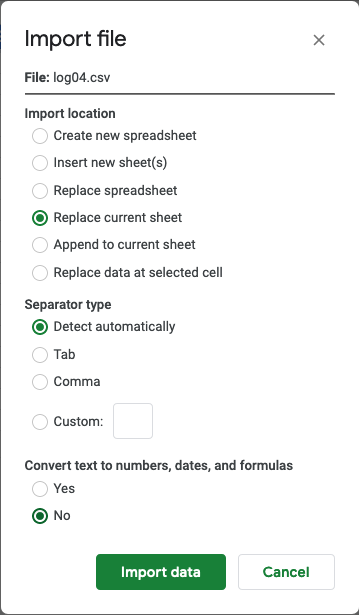 Import file
File: log04.csv
Import location
Create new spreadsheet
Insert new sheet(s)
Replace spreadsheet
Replace current sheet
Append to current sheet
Replace data at selected cell
Separator type
Detect automatically
Tab
Comma
Custom:
Convert text to numbers, dates, and formulas
Yes
No
Import data Cancel